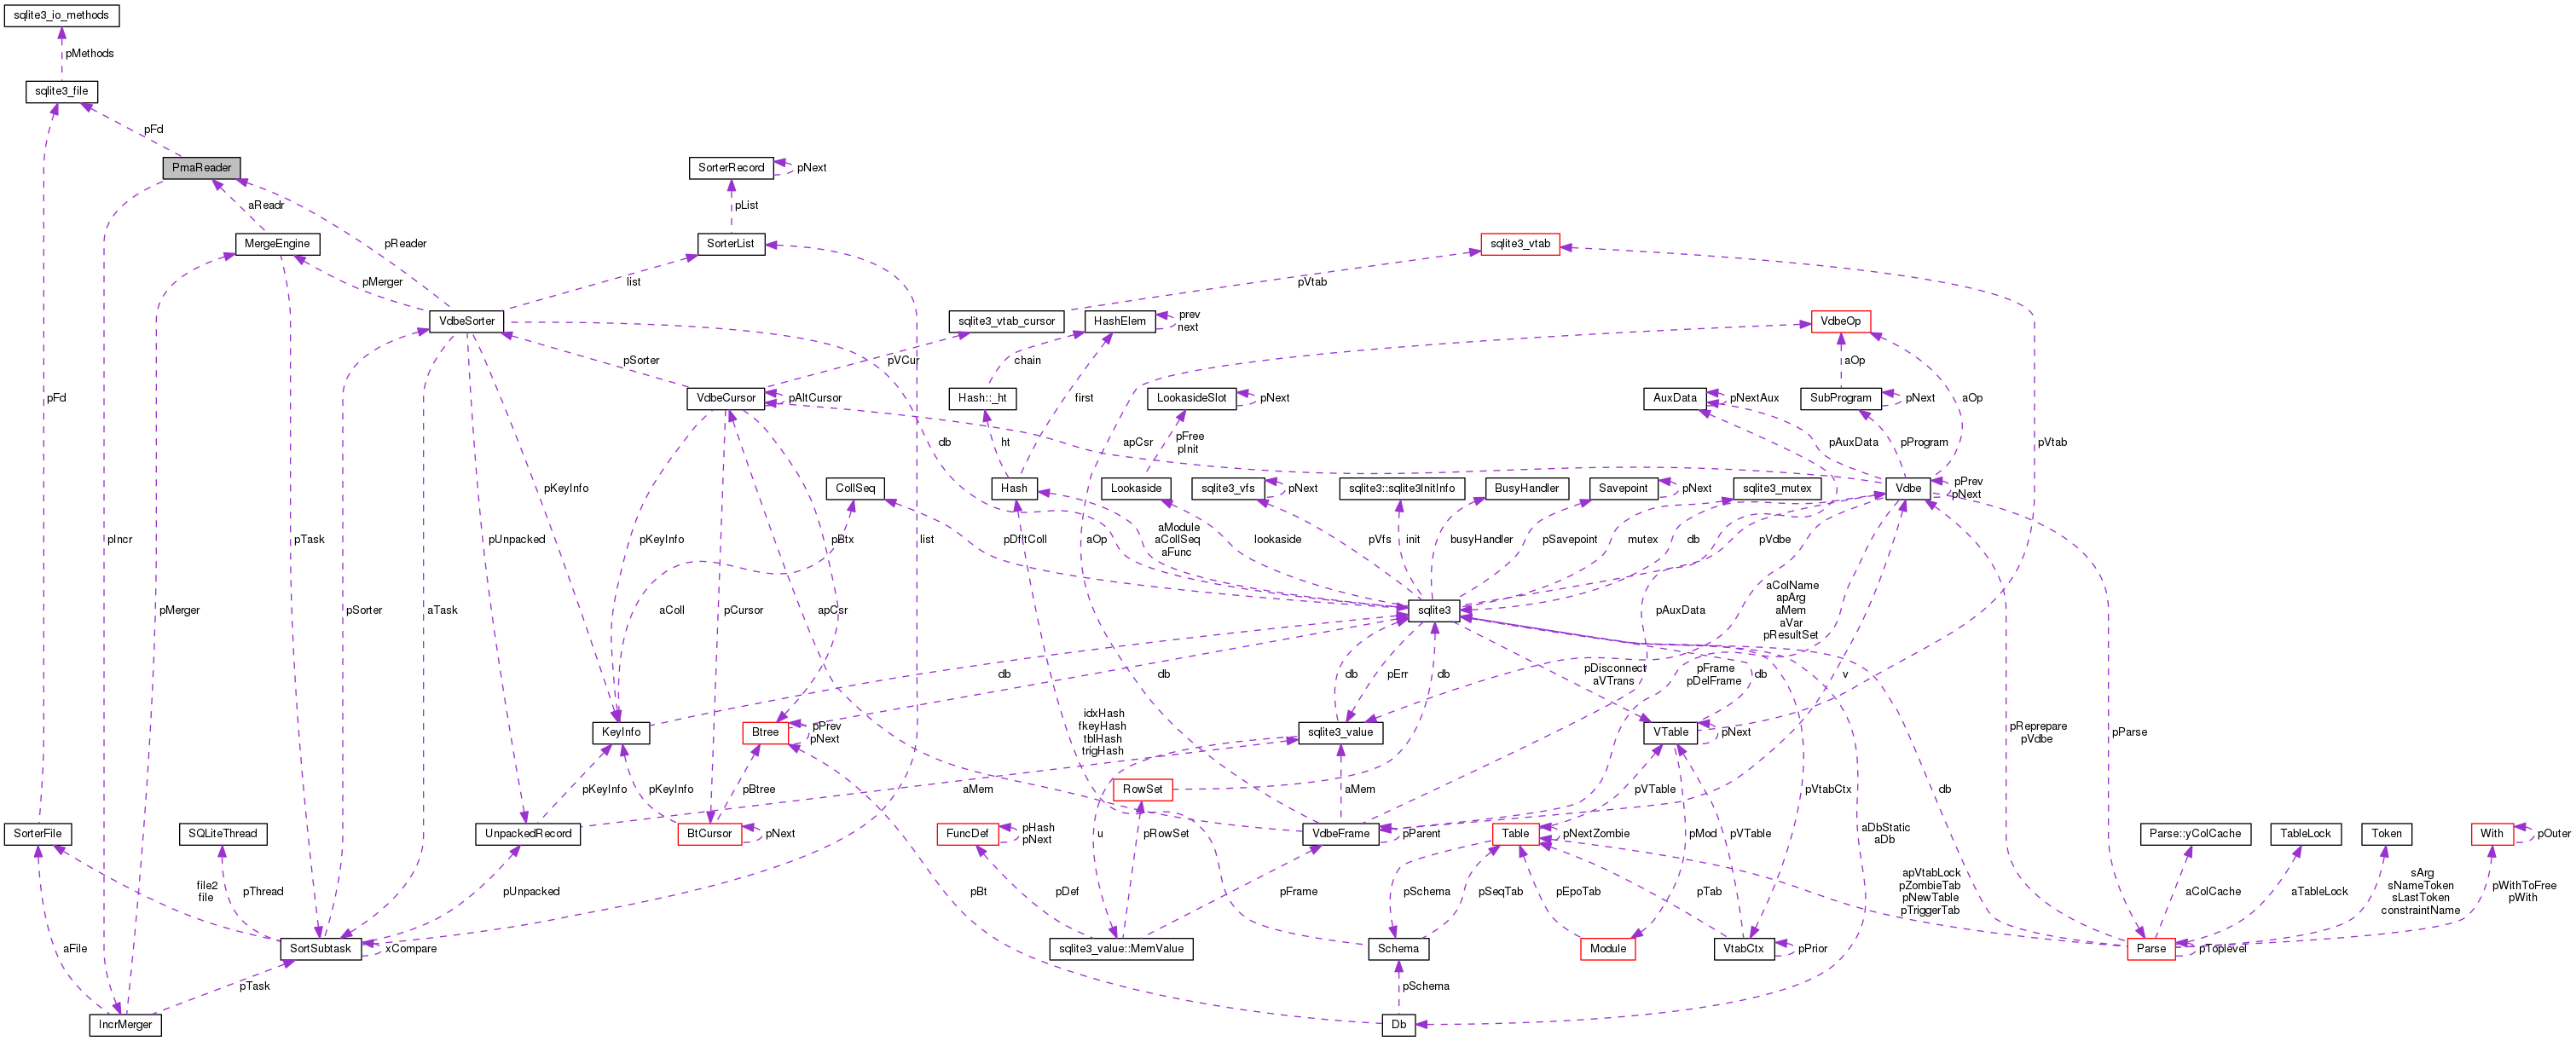 sqlite3_io_methods
pMethods
sqlite3_file
pFd
PmaReader
SorterRecord
pNext
aReadr
pList
MergeEngine
pReader
SorterList
sqlite3_vtab
pMerger
list
pVtab
VdbeSorter
sqlite3_vtab_cursor
HashElem
prev
next
VdbeOp
pSorter
pVCur
chain
aOp
pFd
VdbeCursor
pAltCursor
Hash::_ht
first
LookasideSlot
pNext
AuxData
pNextAux
SubProgram
pNext
aOp
db
ht
apCsr
pFree
pInit
pAuxData
pProgram
pVtab
pKeyInfo
CollSeq
Hash
Lookaside
sqlite3_vfs
pNext
sqlite3::sqlite3InitInfo
BusyHandler
Savepoint
pNext
sqlite3_mutex
Vdbe
pPrev
pNext
pIncr
pTask
pUnpacked
pKeyInfo
pBtx
list
pDfltColl
aModule
aCollSeq
aFunc
aOp
lookaside
pVfs
init
busyHandler
pSavepoint
mutex
db
pVdbe
pMerger
pSorter
aTask
aColl
pCursor
apCsr
sqlite3
pAuxData
aColName
apArg
aMem
aVar
pResultSet
db
db
db
pErr
db
pDisconnect
aVTrans
pFrame
pDelFrame
db
v
KeyInfo
Btree
pPrev
pNext
idxHash
fkeyHash
tblHash
trigHash
sqlite3_value
VTable
pNext
pReprepare
pVdbe
pParse
pKeyInfo
pKeyInfo
pBtree
aMem
RowSet
aMem
pVTable
pVtabCtx
db
SorterFile
SQLiteThread
UnpackedRecord
BtCursor
pNext
FuncDef
pHash
pNext
u
pRowSet
VdbeFrame
pParent
Table
pNextZombie
pMod
pVTable
aDbStatic
aDb
Parse::yColCache
TableLock
Token
With
pOuter
file2
file
pThread
pUnpacked
pBt
pDef
pFrame
pSchema
pSeqTab
pEpoTab
pTab
apVtabLock
pZombieTab
pNewTable
pTriggerTab
aColCache
aTableLock
sArg
sNameToken
sLastToken
constraintName
pWithToFree
pWith
aFile
SortSubtask
xCompare
sqlite3_value::MemValue
Schema
Module
VtabCtx
pPrior
Parse
pToplevel
pTask
pSchema
IncrMerger
Db